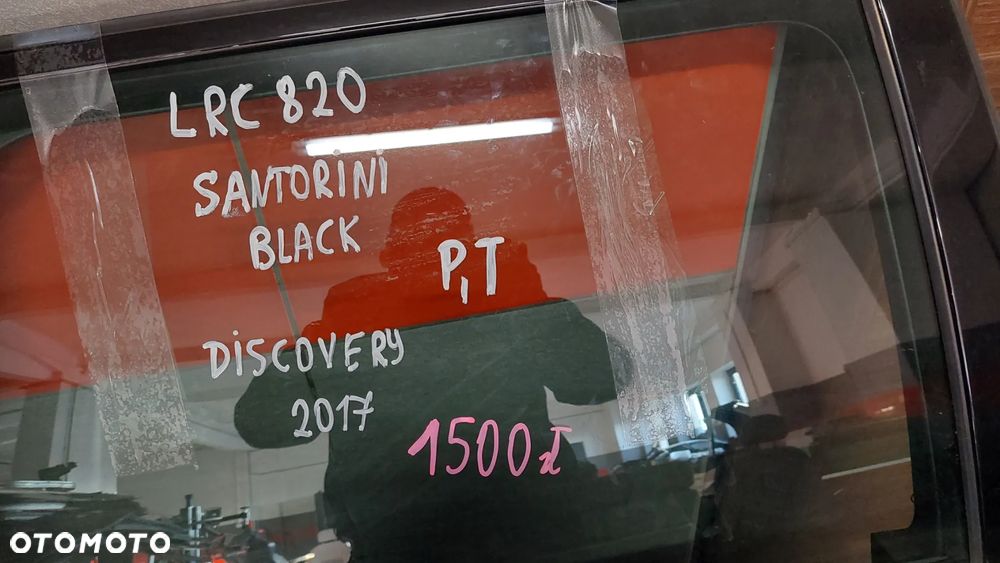 LRC 820
SANTORINI
BLACK
P,T
DISCOVERY
2017
1500zł
OTOMOTO